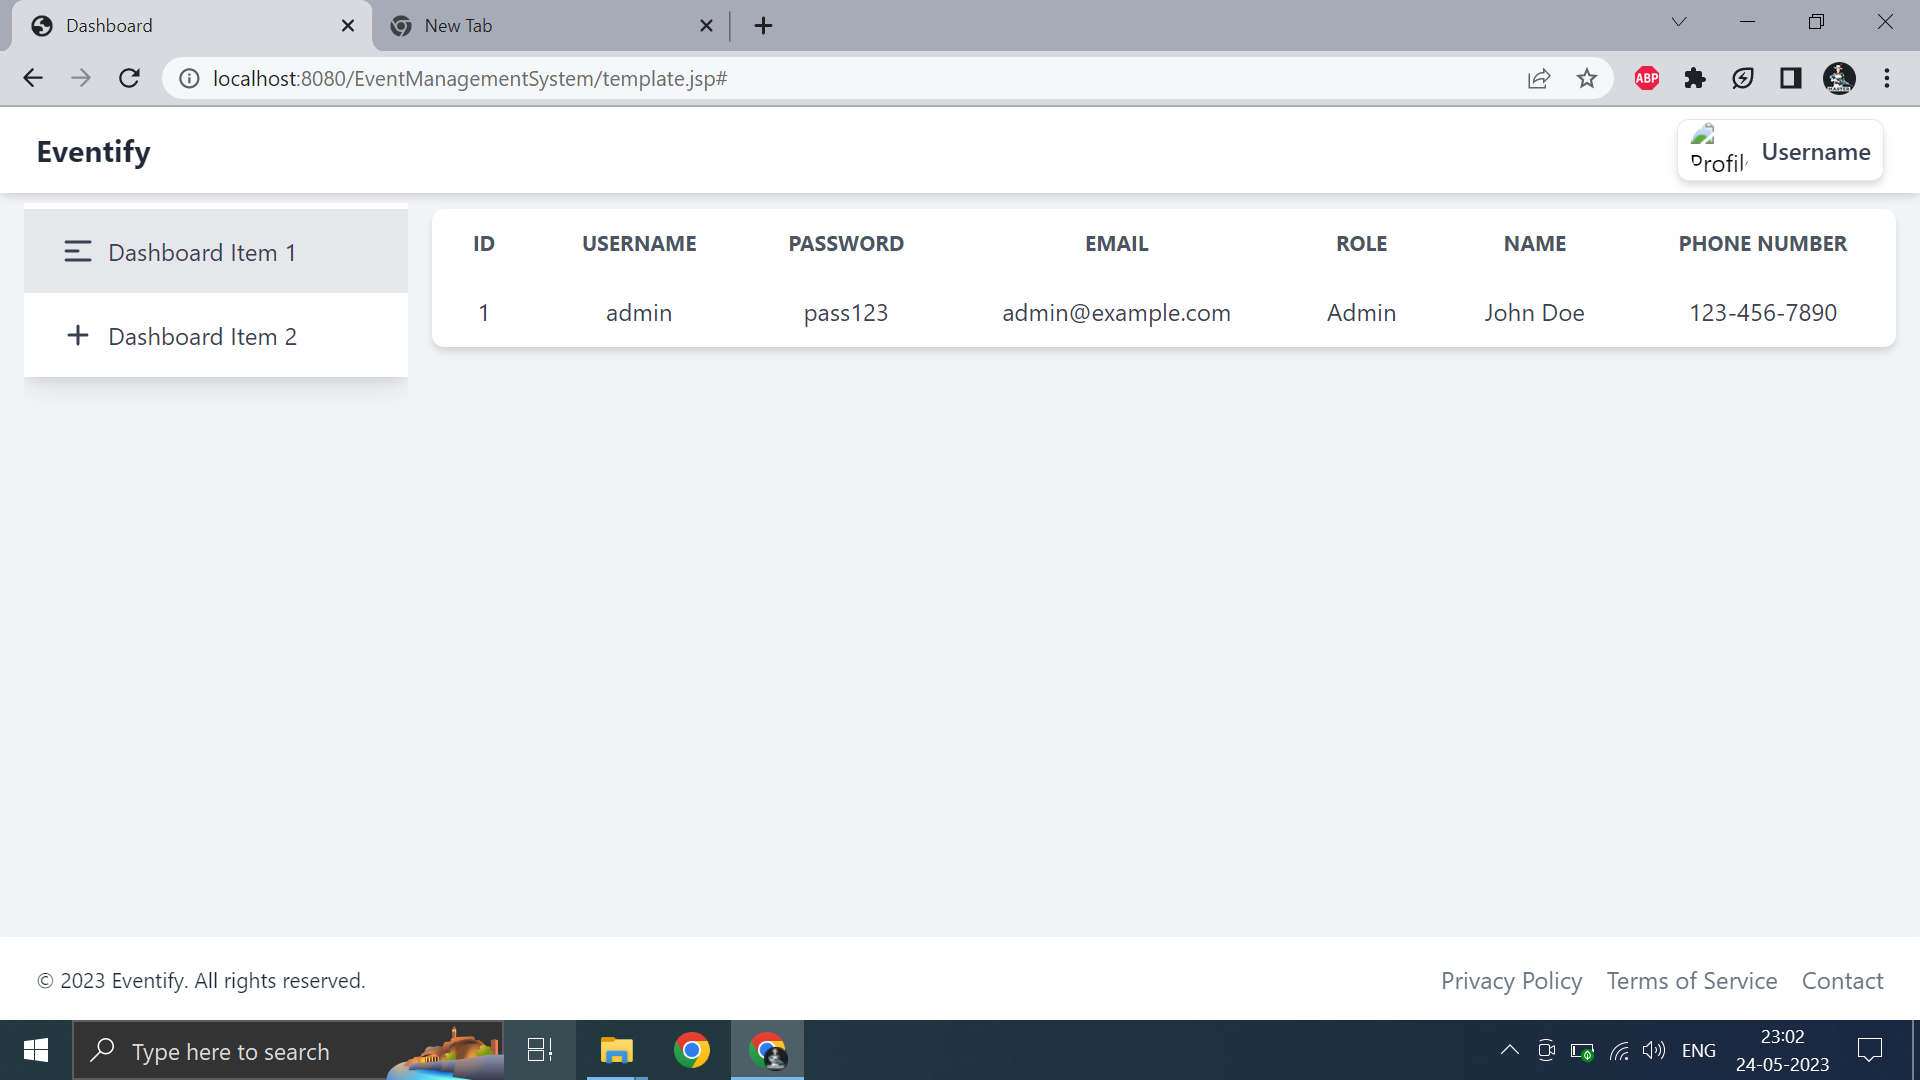 Dashboard
New Tab
localhost:8080/EventManagementSystem/template.jsp#
ABP
Eventify
Profil
Username
Dashboard Item 1
Dashboard Item 2
ID USERNAME PASSWORD EMAIL ROLE NAME PHONE NUMBER
1 admin pass123 admin@example.com Admin John Doe 123-456-7890
© 2023 Eventify. All rights reserved.
Privacy Policy Terms of Service Contact
Type here to search
ENG
23:02
24-05-2023